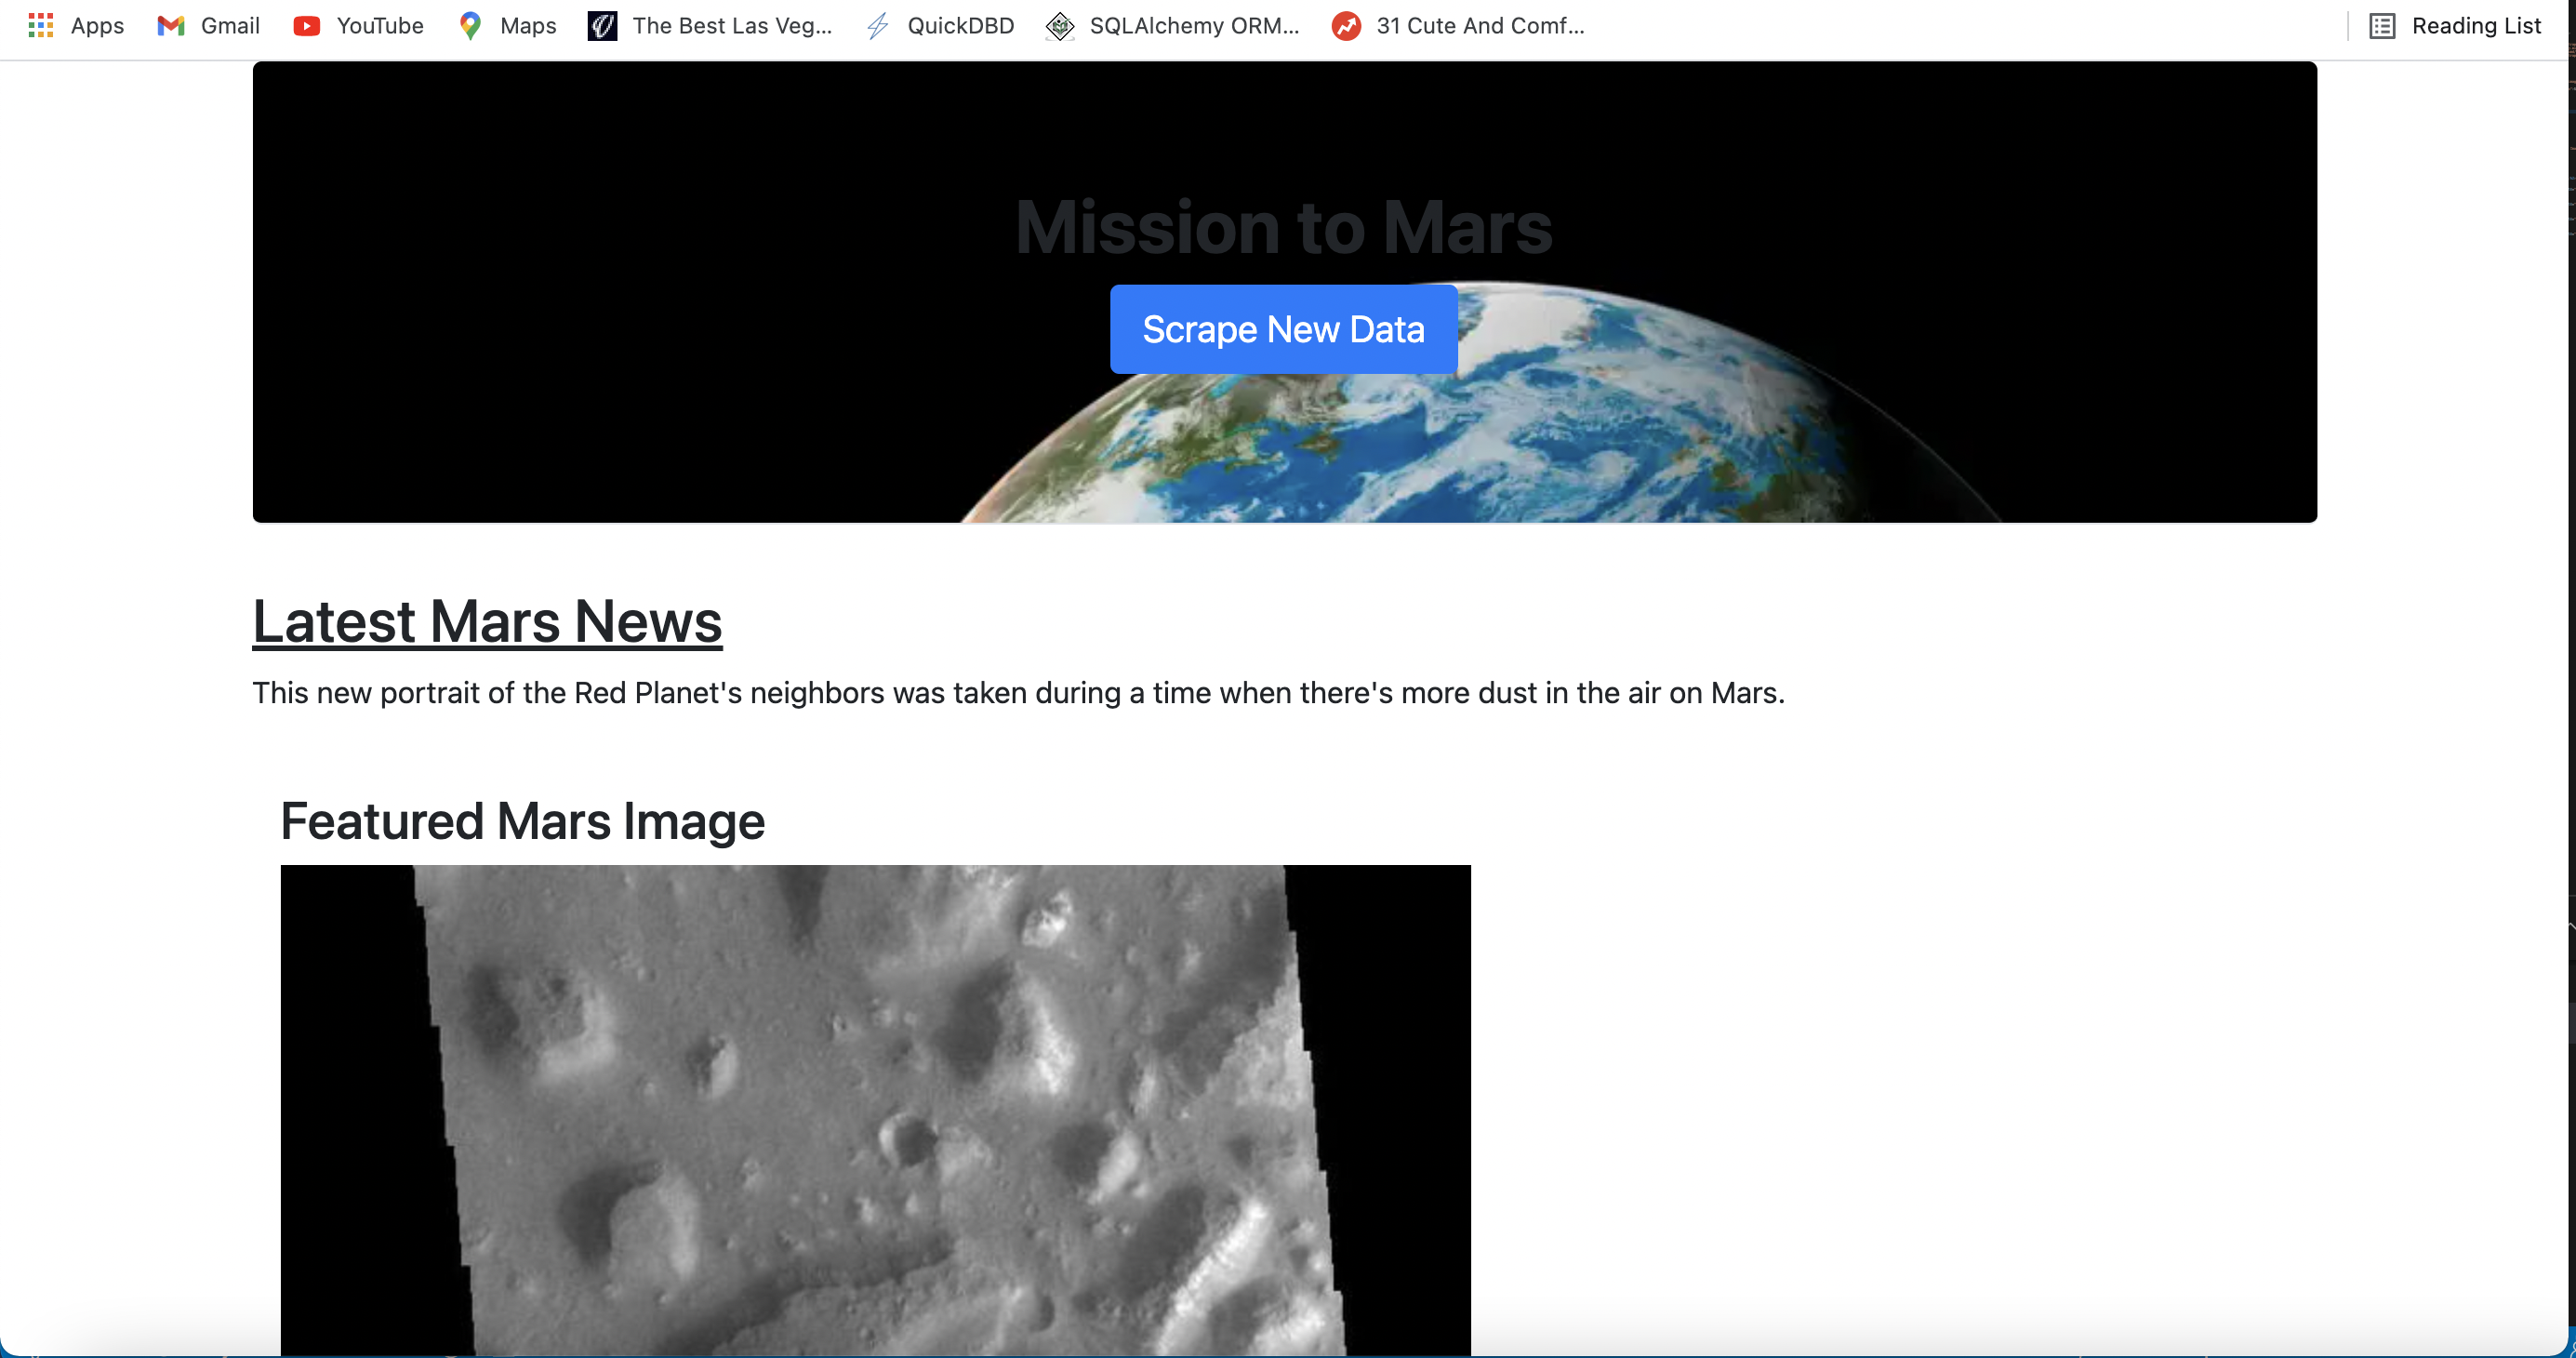 Apps Gmail YouTube Maps The Best Las Veg... QuickDBD SQLAlchemy ORM... 31 Cute And Comf... Reading List
Mission to Mars
Scrape New Data
Latest Mars News
This new portrait of the Red Planet's neighbors was taken during a time when there's more dust in the air on Mars.
Featured Mars Image